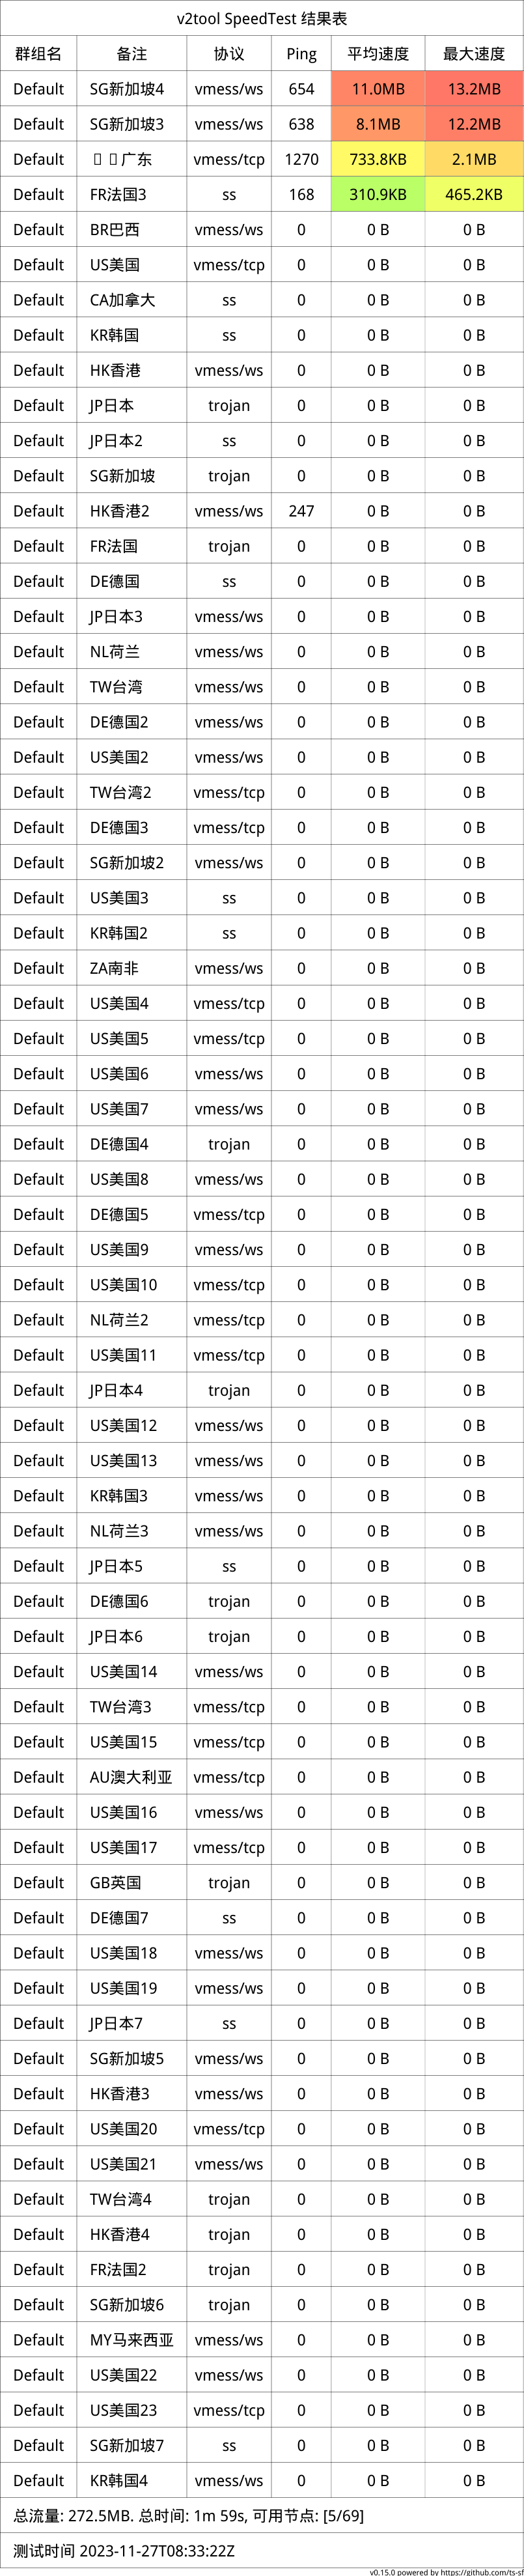 v2tool SpeedTest 结果表
群组名 备注 协议 Ping 平均速度 最大速度
Default SG新加坡4 vmess/ws 654 11.0MB 13.2MB
Default SG新加坡3 vmess/ws 638 8.1MB 12.2MB
Default 广东 vmess/tcp 1270 733.8KB 2.1MB
Default FR法国3 ss 168 310.9KB 465.2KB
Default BR巴西 vmess/ws 0 0 B 0 B
Default US美国 vmess/tcp 0 0 B 0 B
Default CA加拿大 ss 0 0 B 0 B
Default KR韩国 ss 0 0 B 0 B
Default HK香港 vmess/ws 0 0 B 0 B
Default JP日本 trojan 0 0 B 0 B
Default JP日本2 ss 0 0 B 0 B
Default SG新加坡 trojan 0 0 B 0 B
Default HK香港2 vmess/ws 247 0 B 0 B
Default FR法国 trojan 0 0 B 0 B
Default DE德国 ss 0 0 B 0 B
Default JP日本3 vmess/ws 0 0 B 0 B
Default NL荷兰 vmess/ws 0 0 B 0 B
Default TW台湾 vmess/ws 0 0 B 0 B
Default DE德国2 vmess/ws 0 0 B 0 B
Default US美国2 vmess/ws 0 0 B 0 B
Default TW台湾2 vmess/tcp 0 0 B 0 B
Default DE德国3 vmess/tcp 0 0 B 0 B
Default SG新加坡2 vmess/ws 0 0 B 0 B
Default US美国3 ss 0 0 B 0 B
Default KR韩国2 ss 0 0 B 0 B
Default ZA南非 vmess/ws 0 0 B 0 B
Default US美国4 vmess/tcp 0 0 B 0 B
Default US美国5 vmess/tcp 0 0 B 0 B
Default US美国6 vmess/ws 0 0 B 0 B
Default US美国7 vmess/ws 0 0 B 0 B
Default DE德国4 trojan 0 0 B 0 B
Default US美国8 vmess/ws 0 0 B 0 B
Default DE德国5 vmess/tcp 0 0 B 0 B
Default US美国9 vmess/ws 0 0 B 0 B
Default US美国10 vmess/tcp 0 0 B 0 B
Default NL荷兰2 vmess/tcp 0 0 B 0 B
Default US美国11 vmess/tcp 0 0 B 0 B
Default JP日本4 trojan 0 0 B 0 B
Default US美国12 vmess/ws 0 0 B 0 B
Default US美国13 vmess/ws 0 0 B 0 B
Default KR韩国3 vmess/ws 0 0 B 0 B
Default NL荷兰3 vmess/ws 0 0 B 0 B
Default JP日本5 ss 0 0 B 0 B
Default DE德国6 trojan 0 0 B 0 B
Default JP日本6 trojan 0 0 B 0 B
Default US美国14 vmess/ws 0 0 B 0 B
Default TW台湾3 vmess/tcp 0 0 B 0 B
Default US美国15 vmess/tcp 0 0 B 0 B
Default AU澳大利亚 vmess/tcp 0 0 B 0 B
Default US美国16 vmess/ws 0 0 B 0 B
Default US美国17 vmess/tcp 0 0 B 0 B
Default GB英国 trojan 0 0 B 0 B
Default DE德国7 ss 0 0 B 0 B
Default US美国18 vmess/ws 0 0 B 0 B
Default US美国19 vmess/ws 0 0 B 0 B
Default JP日本7 ss 0 0 B 0 B
Default SG新加坡5 vmess/ws 0 0 B 0 B
Default HK香港3 vmess/ws 0 0 B 0 B
Default US美国20 vmess/tcp 0 0 B 0 B
Default US美国21 vmess/ws 0 0 B 0 B
Default TW台湾4 trojan 0 0 B 0 B
Default HK香港4 trojan 0 0 B 0 B
Default FR法国2 trojan 0 0 B 0 B
Default SG新加坡6 trojan 0 0 B 0 B
Default MY马来西亚 vmess/ws 0 0 B 0 B
Default US美国22 vmess/ws 0 0 B 0 B
Default US美国23 vmess/tcp 0 0 B 0 B
Default SG新加坡7 ss 0 0 B 0 B
Default KR韩国4 vmess/ws 0 0 B 0 B
总流量: 272.5MB. 总时间: 1m 59s, 可用节点: [5/69]
测试时间 2023-11-27T08:33:22Z
v0.15.0 powered by https://github.com/ts-sf